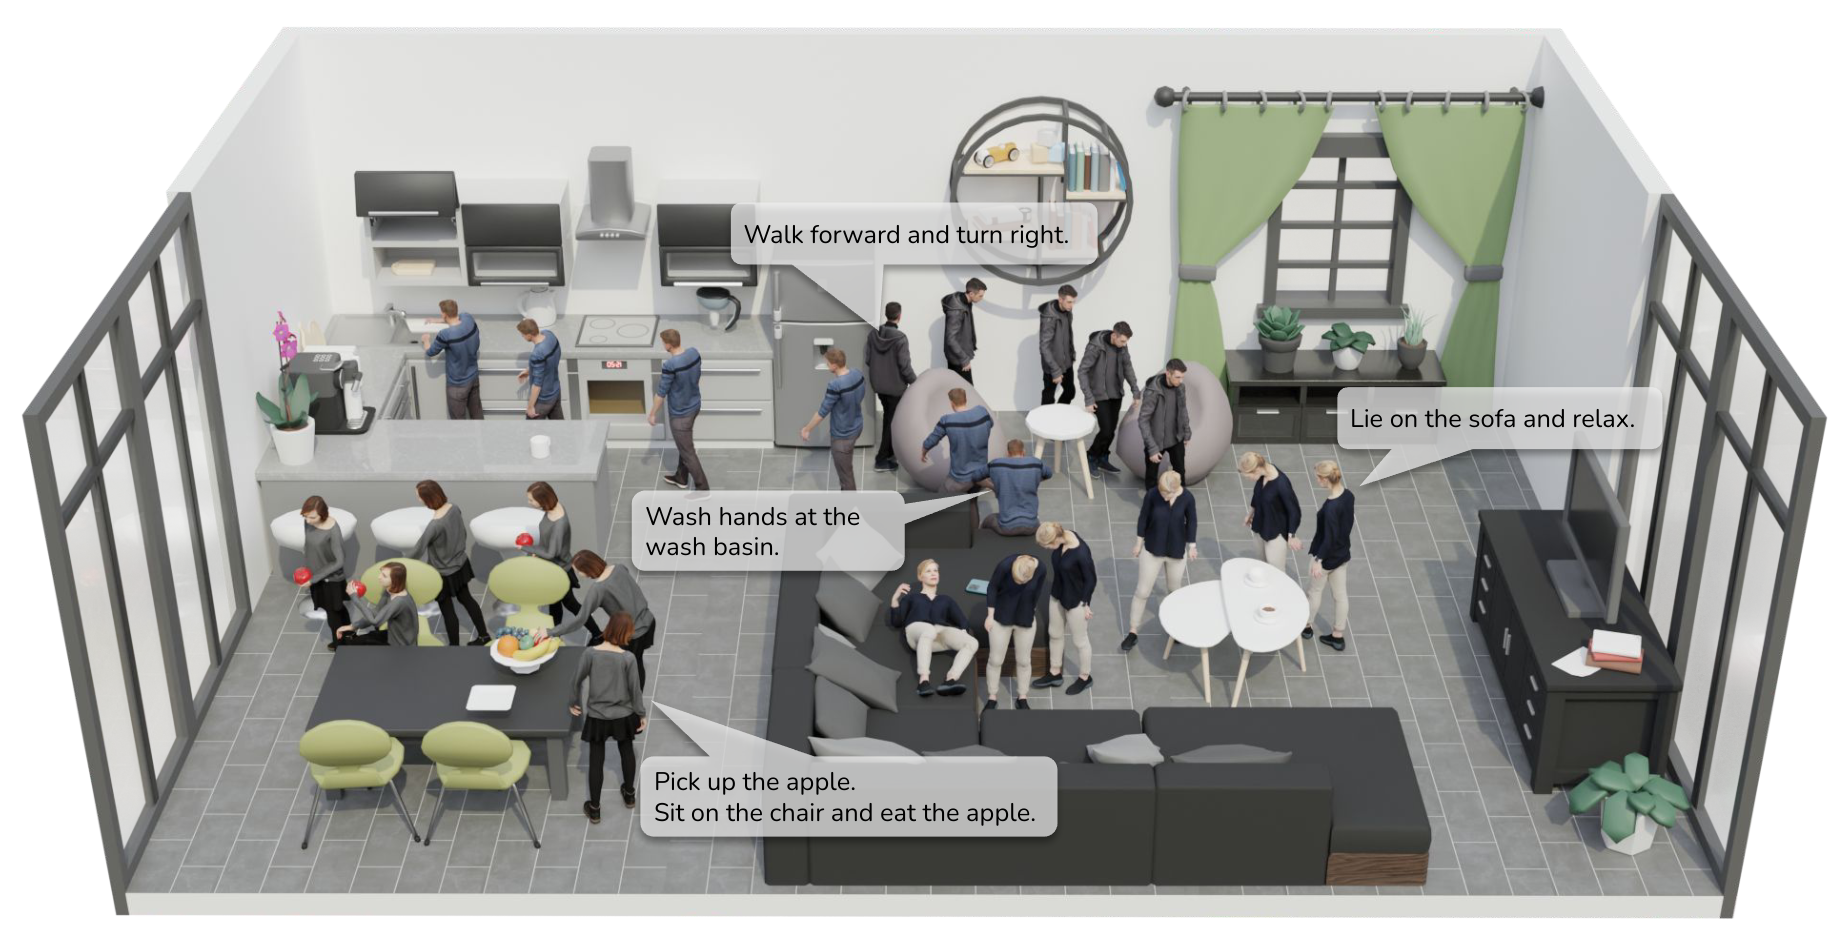 Walk forward and turn right.
Lie on the sofa and relax.
Wash hands at the
wash basin.
Pick up the apple.
Sit on the chair and eat the apple.